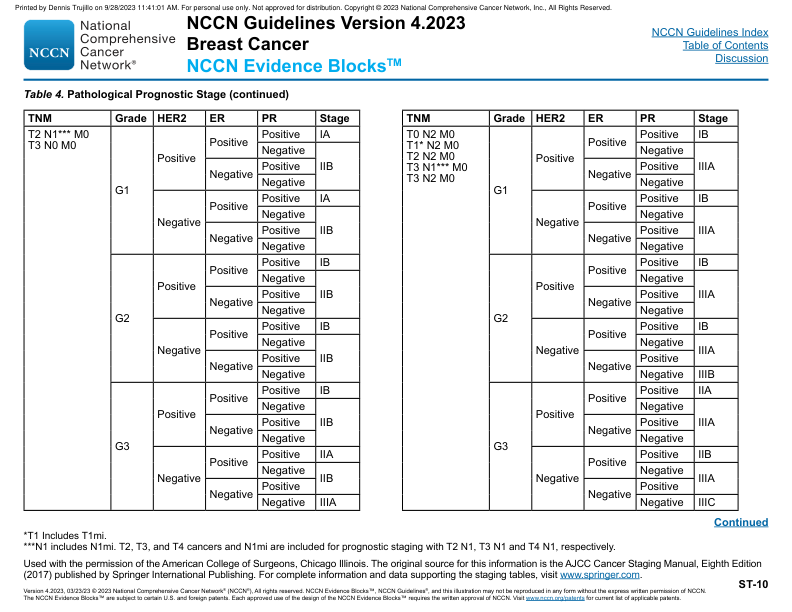 Printed by Dennis Trujillo on 9/28/2023 11:41:01 AM. For personal use only. Not approved for distribution. Copyright © 2023 National Comprehensive Cancer Network, Inc., All Rights Reserved.
NCCN
National
Comprehensive
Cancer
Network®
NCCN Guidelines Version 4.2023
Breast Cancer
NCCN Evidence Blocks™
NCCN Guidelines Index
Table of Contents
Discussion
Table 4. Pathological Prognostic Stage (continued)
TNM Grade HER2 ER PR Stage
T2 N1*** M0
T3 N0 M0
G1 Positive Positive Positive IA
Negative IIB
Negative Positive
Negative
Negative Positive Positive IA
Negative IIB
Negative Positive
Negative
G2 Positive Positive Positive IB
Negative IIB
Negative Positive
Negative
Negative Positive Positive IB
Negative IIB
Negative Positive
Negative
G3 Positive Positive Positive IB
Negative IIB
Negative Positive
Negative
Negative Positive Positive IIA
Negative IIB
Negative Positive
Negative IIIA
TNM Grade HER2 ER PR Stage
T0 N2 M0
T1* N2 M0
T2 N2 M0
T3 N1*** M0
T3 N2 M0
G1 Positive Positive Positive IB
Negative IIIA
Negative Positive
Negative
Negative Positive Positive IB
Negative IIIA
Negative Positive
Negative
G2 Positive Positive Positive IB
Negative IIIA
Negative Positive
Negative
Negative Positive Positive IB
Negative IIIA
Negative Positive
Negative IIIB
G3 Positive Positive Positive IIA
Negative IIIA
Negative Positive
Negative
Negative Positive Positive IIB
Negative IIIA
Negative Positive
Negative IIIC
Continued
*T1 Includes T1mi.
***N1 includes N1mi. T2, T3, and T4 cancers and N1mi are included for prognostic staging with T2 N1, T3 N1 and T4 N1, respectively.
Used with the permission of the American College of Surgeons, Chicago Illinois. The original source for this information is the AJCC Cancer Staging Manual, Eighth Edition
(2017) published by Springer International Publishing. For complete information and data supporting the staging tables, visit www.springer.com.
ST-10
Version 4.2023, 03/23/23 © 2023 National Comprehensive Cancer Network® (NCCN®), All rights reserved. NCCN Evidence Blocks™, NCCN Guidelines®, and this illustration may not be reproduced in any form without the express written permission of NCCN.
The NCCN Evidence Blocks™ are subject to certain U.S. and foreign patents. Each approved use of the design of the NCCN Evidence Blocks™ requires the written approval of NCCN. Visit www.nccn.org/patents for current list of applicable patents.